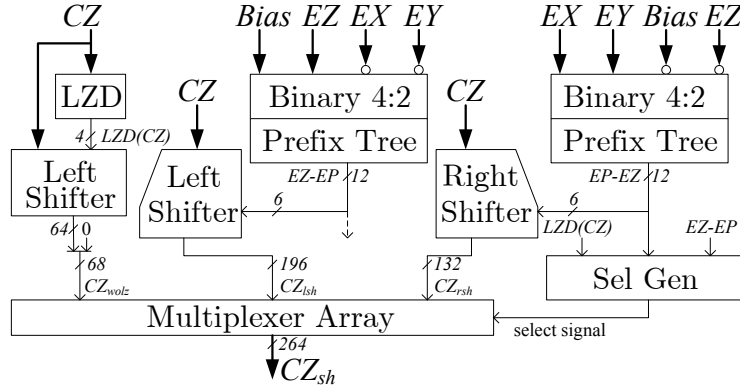 CZ Bias EZ EX EY EX EY Bias EZ
LZD CZ Binary 4:2 CZ Binary 4:2
4 LZD(CZ) Prefix Tree Prefix Tree
Left Shifter Left Shifter EZ-EP 12 Right Shifter EP-EZ 12
6 6
64 0 LZD(CZ) EZ-EP
68 196 132 Sel Gen
CZwolz CZlsh CZrsh
Multiplexer Array select signal
264
CZsh